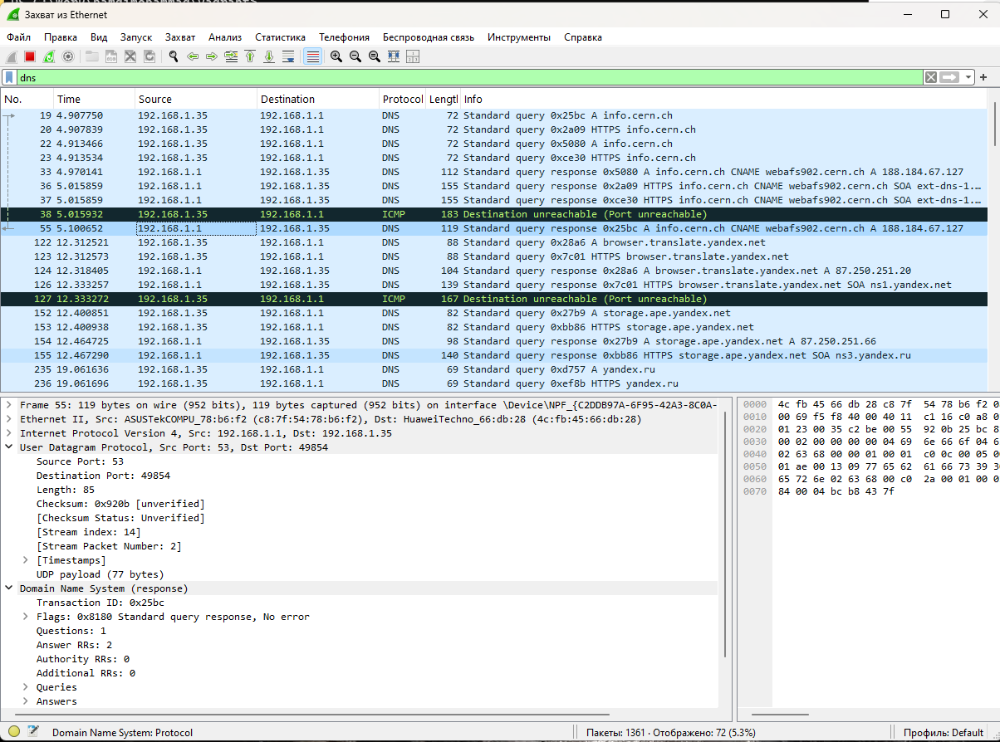 Захват из Ethernet
Файл Правка Вид Запуск Захват Анализ Статистика Телефония Беспроводная связь Инструменты Справка
dns
No. Time Source Destination Protocol Lengtl Info
19 4.907750 192.168.1.35 192.168.1.1 DNS 72 Standard query 0x25bc A info.cern.ch
20 4.907839 192.168.1.35 192.168.1.1 DNS 72 Standard query 0x2a09 HTTPS info.cern.ch
22 4.913466 192.168.1.35 192.168.1.1 DNS 72 Standard query 0x5080 A info.cern.ch
23 4.913534 192.168.1.35 192.168.1.1 DNS 72 Standard query 0xce30 HTTPS info.cern.ch
33 4.970141 192.168.1.1 192.168.1.35 DNS 112 Standard query response 0x5080 A info.cern.ch CNAME webafs902.cern.ch A 188.184.67.127
36 5.015859 192.168.1.1 192.168.1.35 DNS 155 Standard query response 0x2a09 HTTPS info.cern.ch CNAME webafs902.cern.ch SOA ext-dns-1.…
37 5.015859 192.168.1.1 192.168.1.35 DNS 155 Standard query response 0xce30 HTTPS info.cern.ch CNAME webafs902.cern.ch SOA ext-dns-1.…
38 5.015932 192.168.1.35 192.168.1.1 ICMP 183 Destination unreachable (Port unreachable)
55 5.100652 192.168.1.1 192.168.1.35 DNS 119 Standard query response 0x25bc A info.cern.ch CNAME webafs902.cern.ch A 188.184.67.127
122 12.312521 192.168.1.35 192.168.1.1 DNS 88 Standard query 0x28a6 A browser.translate.yandex.net
123 12.312573 192.168.1.35 192.168.1.1 DNS 88 Standard query 0x7c01 HTTPS browser.translate.yandex.net
124 12.318405 192.168.1.1 192.168.1.35 DNS 104 Standard query response 0x28a6 A browser.translate.yandex.net A 87.250.251.20
126 12.333257 192.168.1.1 192.168.1.35 DNS 139 Standard query response 0x7c01 HTTPS browser.translate.yandex.net SOA ns1.yandex.net
127 12.333272 192.168.1.35 192.168.1.1 ICMP 167 Destination unreachable (Port unreachable)
152 12.400851 192.168.1.35 192.168.1.1 DNS 82 Standard query 0x27b9 A storage.ape.yandex.net
153 12.400938 192.168.1.35 192.168.1.1 DNS 82 Standard query 0xbb86 HTTPS storage.ape.yandex.net
154 12.464725 192.168.1.1 192.168.1.35 DNS 98 Standard query response 0x27b9 A storage.ape.yandex.net A 87.250.251.66
155 12.467290 192.168.1.1 192.168.1.35 DNS 140 Standard query response 0xbb86 HTTPS storage.ape.yandex.net SOA ns3.yandex.ru
235 19.061636 192.168.1.35 192.168.1.1 DNS 69 Standard query 0xd757 A yandex.ru
236 19.061696 192.168.1.35 192.168.1.1 DNS 69 Standard query 0xef8b HTTPS yandex.ru
Frame 55: 119 bytes on wire (952 bits), 119 bytes captured (952 bits) on interface \Device\NPF_{C2DDB97A-6F95-42A3-8C0A-
Ethernet II, Src: ASUSTekCOMPU_78:b6:f2 (c8:7f:54:78:b6:f2), Dst: HuaweiTechno_66:db:28 (4c:fb:45:66:db:28)
Internet Protocol Version 4, Src: 192.168.1.1, Dst: 192.168.1.35
User Datagram Protocol, Src Port: 53, Dst Port: 49854
Source Port: 53
Destination Port: 49854
Length: 85
Checksum: 0x920b [unverified]
[Checksum Status: Unverified]
[Stream index: 14]
[Stream Packet Number: 2]
[Timestamps]
UDP payload (77 bytes)
Domain Name System (response)
Transaction ID: 0x25bc
Flags: 0x8180 Standard query response, No error
Questions: 1
Answer RRs: 2
Authority RRs: 0
Additional RRs: 0
Queries
Answers
0000 4c fb 45 66 db 28 c8 7f 54 78 b6 f2 0
0010 00 69 f5 f8 40 00 40 11 c1 16 c0 a8 0
0020 01 23 00 35 c2 be 00 55 92 0b 25 bc 8
0030 00 02 00 00 00 00 04 69 6e 66 6f 04 6
0040 02 63 68 00 00 01 00 01 c0 0c 00 05 0
0050 01 ae 00 13 09 77 65 62 61 66 73 39 3
0060 65 72 6e 02 63 68 00 c0 2a 00 01 00 0
0070 84 00 04 bc b8 43 7f
Domain Name System: Protocol
Пакеты: 1361 · Отображено: 72 (5.3%)
Профиль: Default